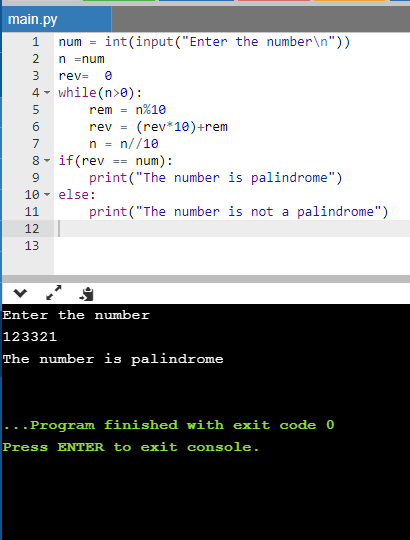 main.py
1 num = int(input("Enter the number\n"))
2 n =num
3 rev=  0
4 while(n>0):
5     rem = n%10
6     rev = (rev*10)+rem
7     n = n//10
8 if(rev == num):
9     print("The number is palindrome")
10 else:
11     print("The number is not a palindrome")
12
13
Enter the number
123321
The number is palindrome
...Program finished with exit code 0
Press ENTER to exit console.